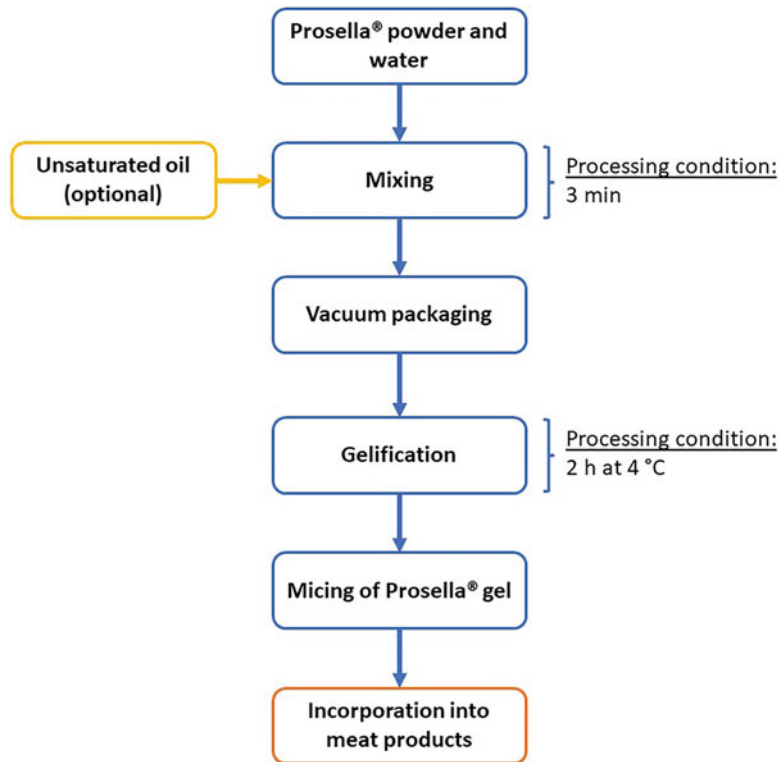 Prosella® powder and
water
Unsaturated oil
(optional)
Mixing
Processing condition:
3 min
Vacuum packaging
Gelification
Processing condition:
2 h at 4 °C
Micing of Prosella® gel
Incorporation into
meat products